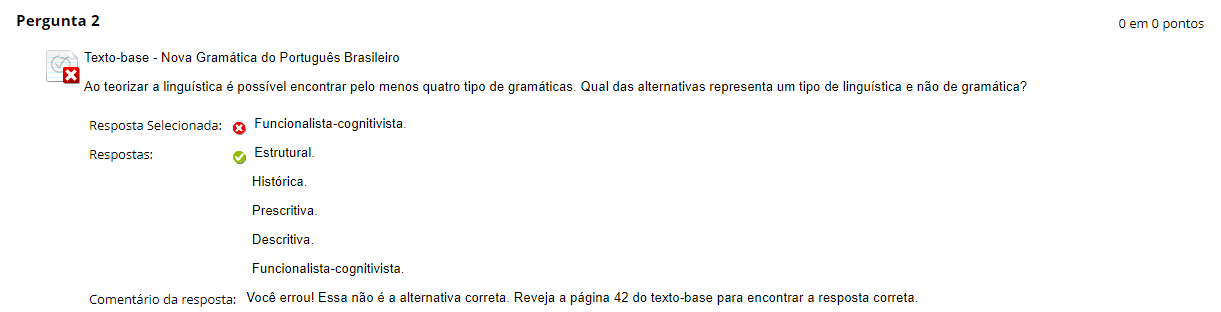 Pergunta 2
0 em 0 pontos
Texto-base - Nova Gramática do Português Brasileiro
Ao teorizar a linguística é possível encontrar pelo menos quatro tipo de gramáticas. Qual das alternativas representa um tipo de linguística e não de gramática?
Resposta Selecionada: Funcionalista-cognitivista.
Respostas: Estrutural.
Histórica.
Prescritiva.
Descritiva.
Funcionalista-cognitivista.
Comentário da resposta: Você errou! Essa não é a alternativa correta. Reveja a página 42 do texto-base para encontrar a resposta correta.